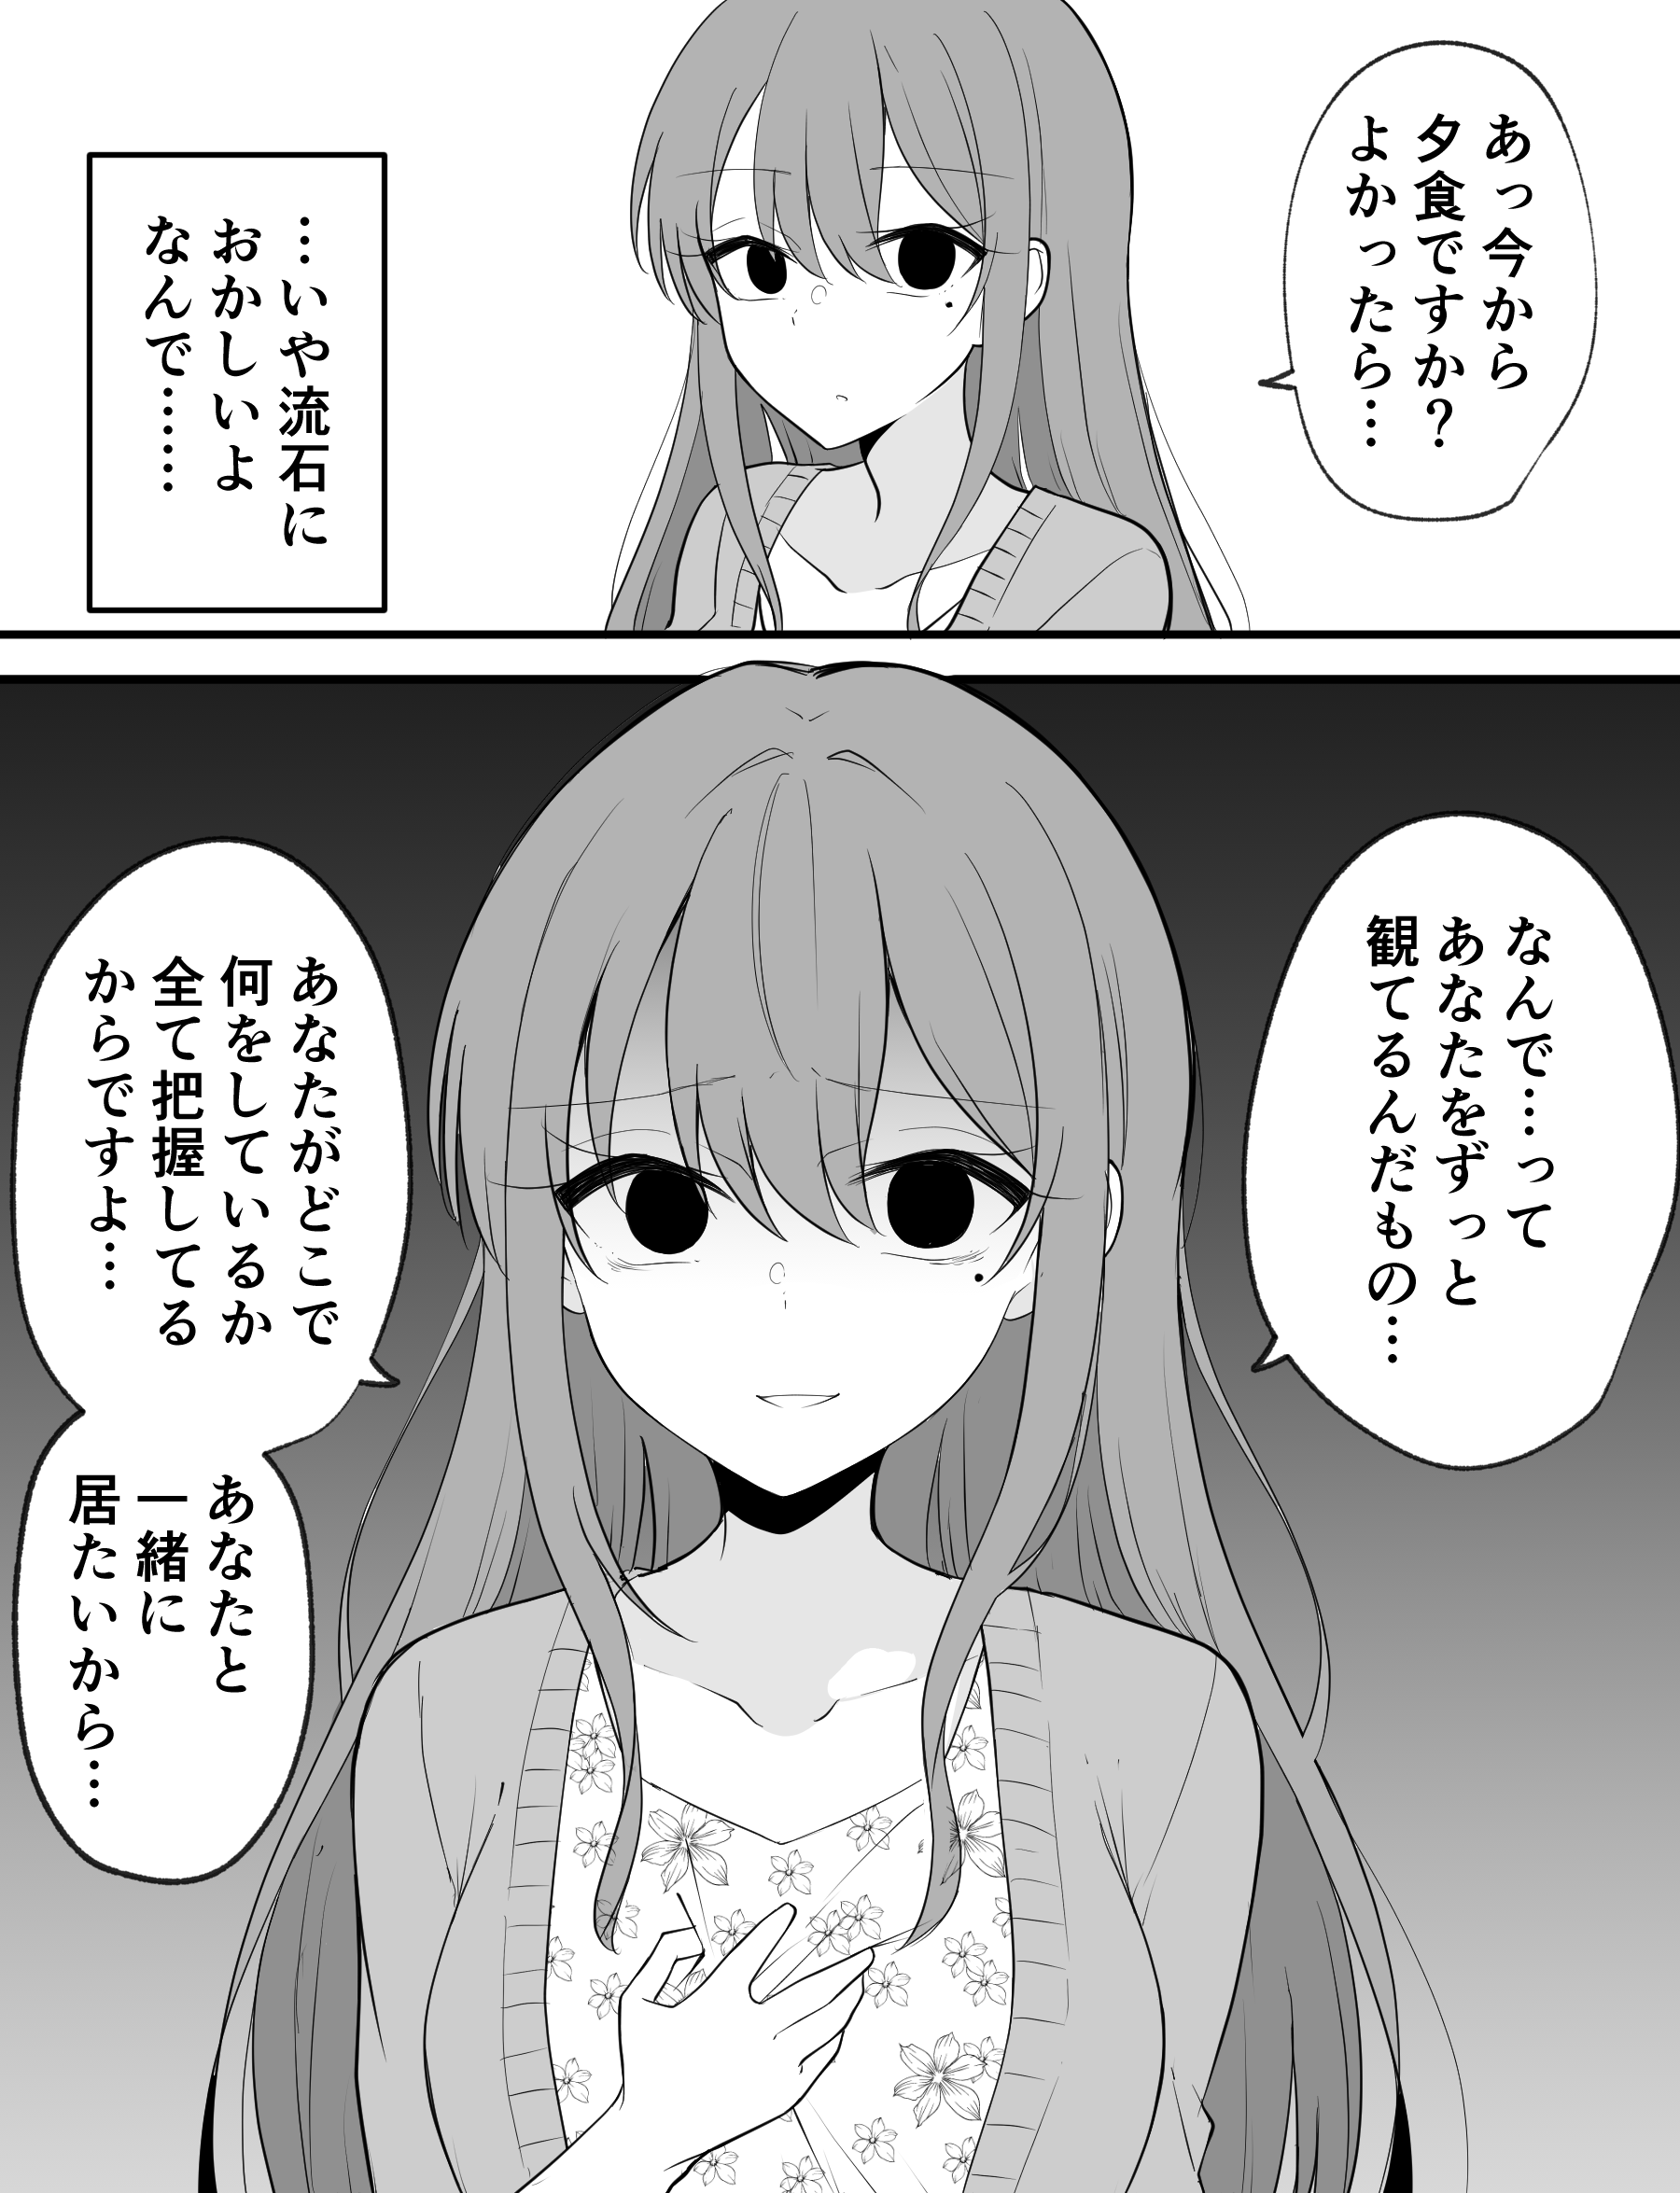 あっ今から
夕食ですか?
よかったら…
…いや流石に
おかしいよ
なんで………
なんで…って
あなたをずっと
観てるんだもの…
あなたがどこで
何をしているか
全て把握してる
からですよ…
あなたと
一緒に
居たいから…